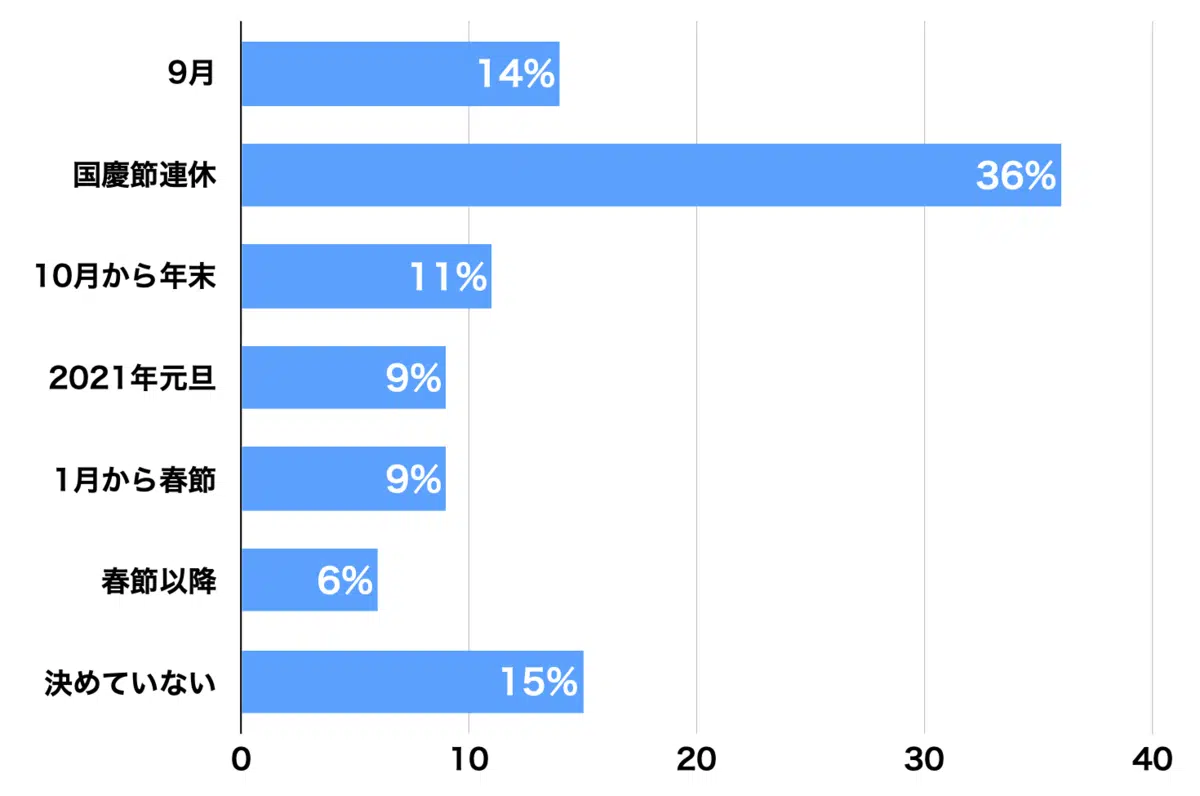 9月 14%
国慶節連休 36%
10月から年末 11%
2021年元旦 9%
1月から春節 9%
春節以降 6%
決めていない 15%
0 10 20 30 40